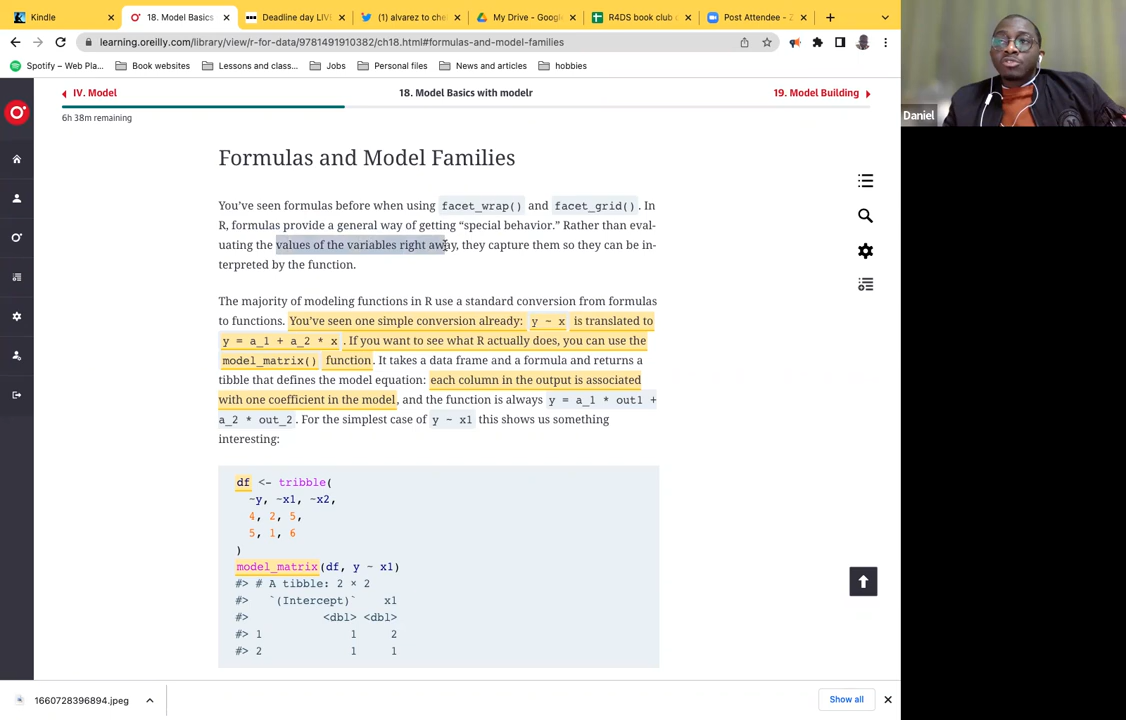 Kindle
18. Model Basics
Deadline day LIV
(1) alvarez to che
My Drive - Google
R4DS book club
Post Attendee - Z
learning.oreilly.com/library/view/r-for-data/9781491910382/ch18.html#formulas-and-model-families
Spotify – Web Pla...
Book websites
Lessons and class...
Jobs
Personal files
News and articles
hobbies
IV. Model
18. Model Basics with modelr
19. Model Building
6h 38m remaining
Daniel
Formulas and Model Families
You’ve seen formulas before when using facet_wrap() and facet_grid(). In
R, formulas provide a general way of getting “special behavior.” Rather than eval-
uating the values of the variables right away, they capture them so they can be in-
terpreted by the function.
The majority of modeling functions in R use a standard conversion from formulas
to functions. You’ve seen one simple conversion already: y ~ x is translated to
y = a_1 + a_2 * x. If you want to see what R actually does, you can use the
model_matrix() function. It takes a data frame and a formula and returns a
tibble that defines the model equation: each column in the output is associated
with one coefficient in the model, and the function is always y = a_1 * out1 +
a_2 * out_2. For the simplest case of y ~ x1 this shows us something
interesting:
df <- tribble(
~y, ~x1, ~x2,
4, 2, 5,
5, 1, 6
)
model_matrix(df, y ~ x1)
#> # A tibble: 2 × 2
#> `(Intercept)` x1
#> <dbl> <dbl>
#> 1 1 2
#> 2 1 1
1660728396894.jpeg
Show all